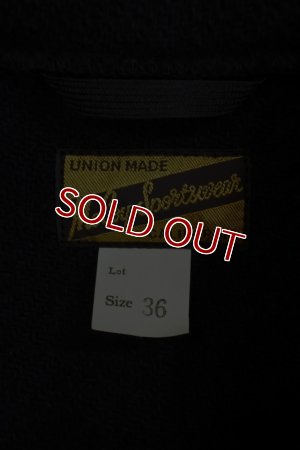 UNION MADE
Sportswear
SOLD OUT
Lot
Size 36